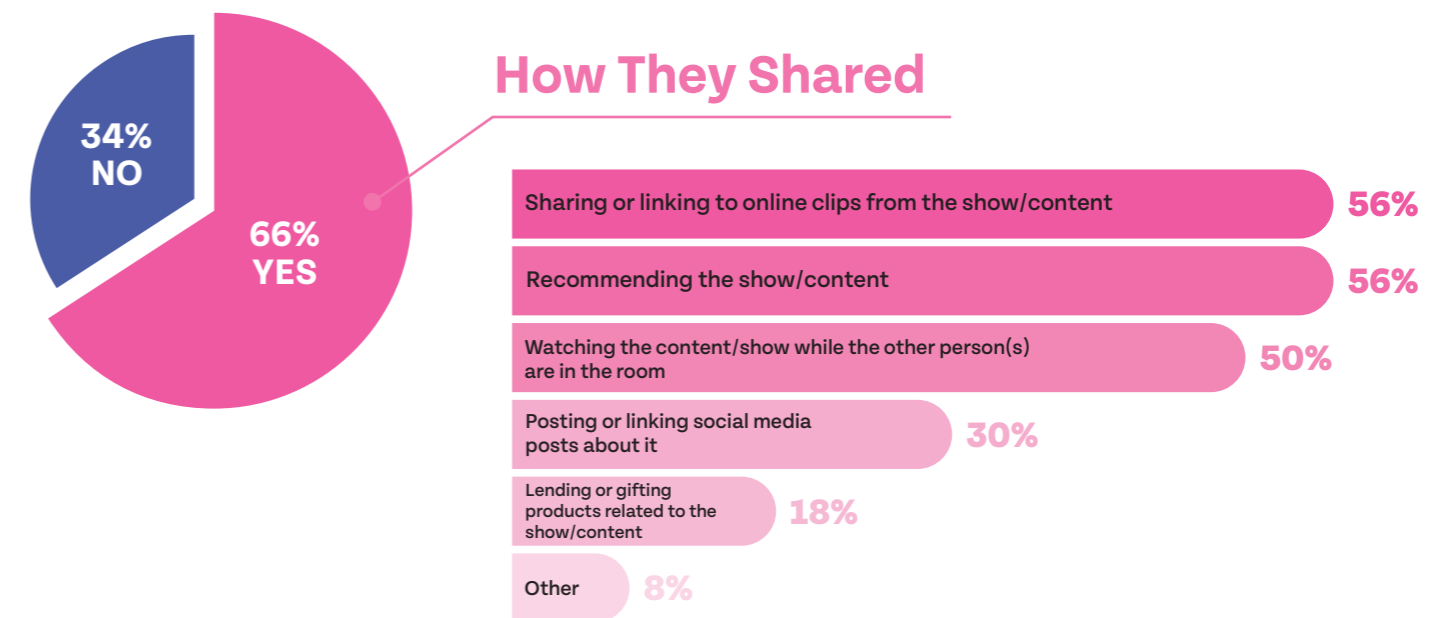 34%
NO
66%
YES
How They Shared
Sharing or linking to online clips from the show/content
56%
Recommending the show/content
56%
Watching the content/show while the other person(s)
are in the room
50%
Posting or linking social media
posts about it
30%
Lending or gifting
products related to the
show/content
18%
Other
8%